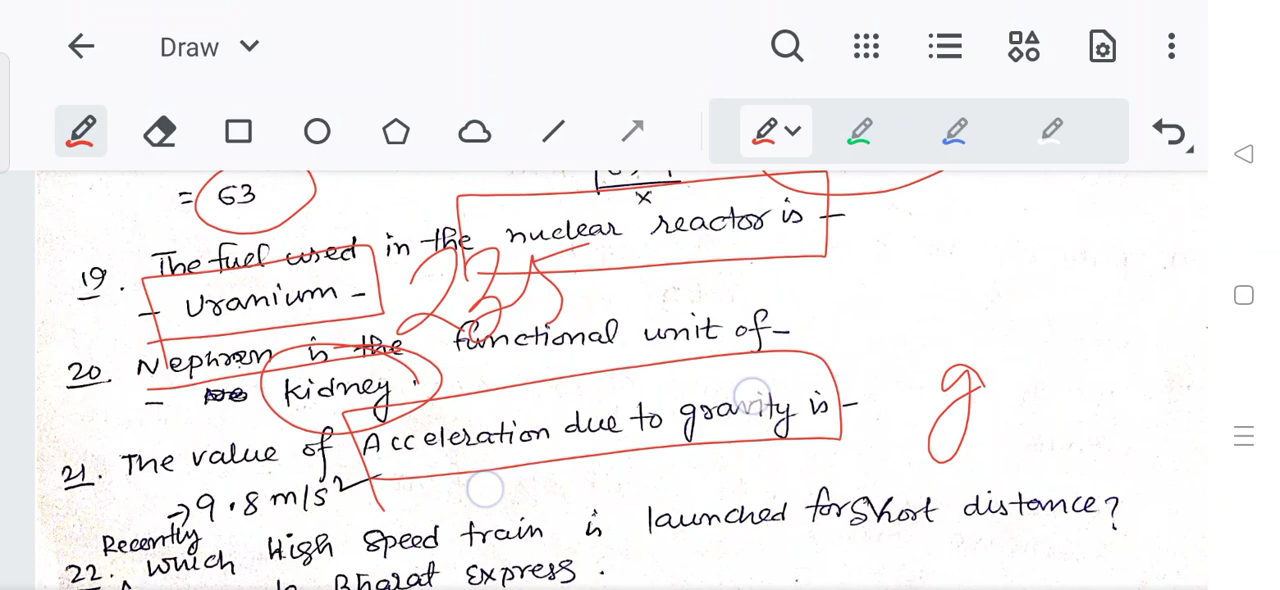 Draw
= 63
x
19. The fuel used in the nuclear reactor is -
- Uranium -
235
20. Nephron is the functional unit of -
- kidney.
21. The value of Acceleration due to gravity is -
g
→ 9.8 m/s²
Recently
22. which High speed train is launched for short distance?
Bharat Express.